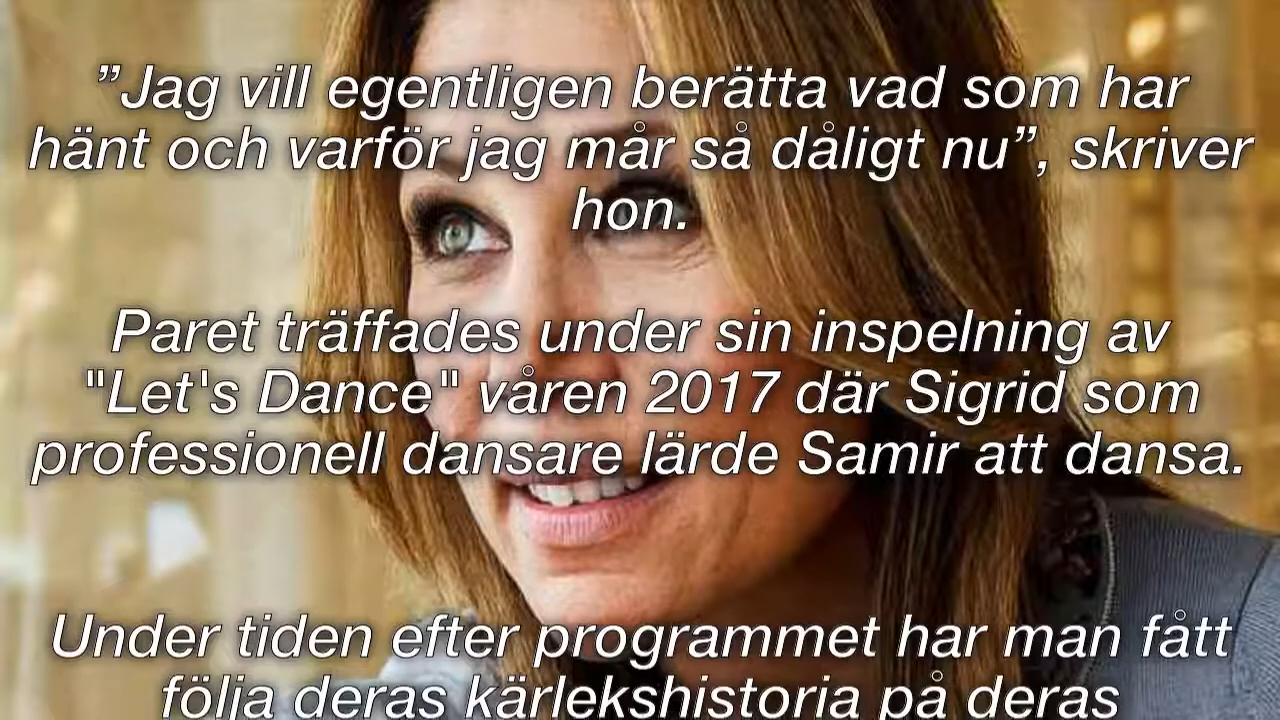 ”Jag vill egentligen berätta vad som har
hänt och varför jag mår så dåligt nu”, skriver
hon.
Paret träffades under sin inspelning av
"Let's Dance" våren 2017 där Sigrid som
professionell dansare lärde Samir att dansa.
Under tiden efter programmet har man fått
följa deras kärlekshistoria på deras